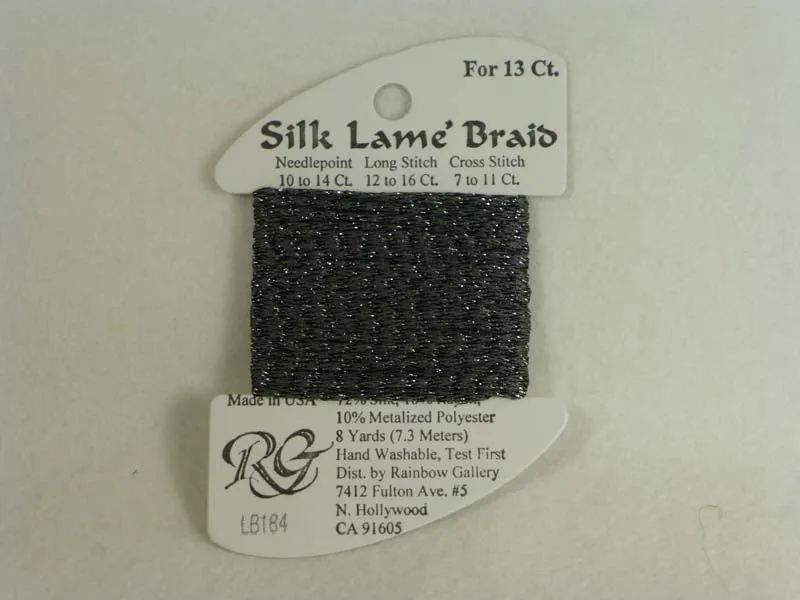 For 13 Ct.
Silk Lame' Braid
Needlepoint Long Stitch Cross Stitch
10 to 14 Ct. 12 to 16 Ct. 7 to 11 Ct.
Made in USA 72% Silk,
10% Metalized Polyester
8 Yards (7.3 Meters)
Hand Washable, Test First
Dist. by Rainbow Gallery
7412 Fulton Ave. #5
N. Hollywood
CA 91605
RG
LB184